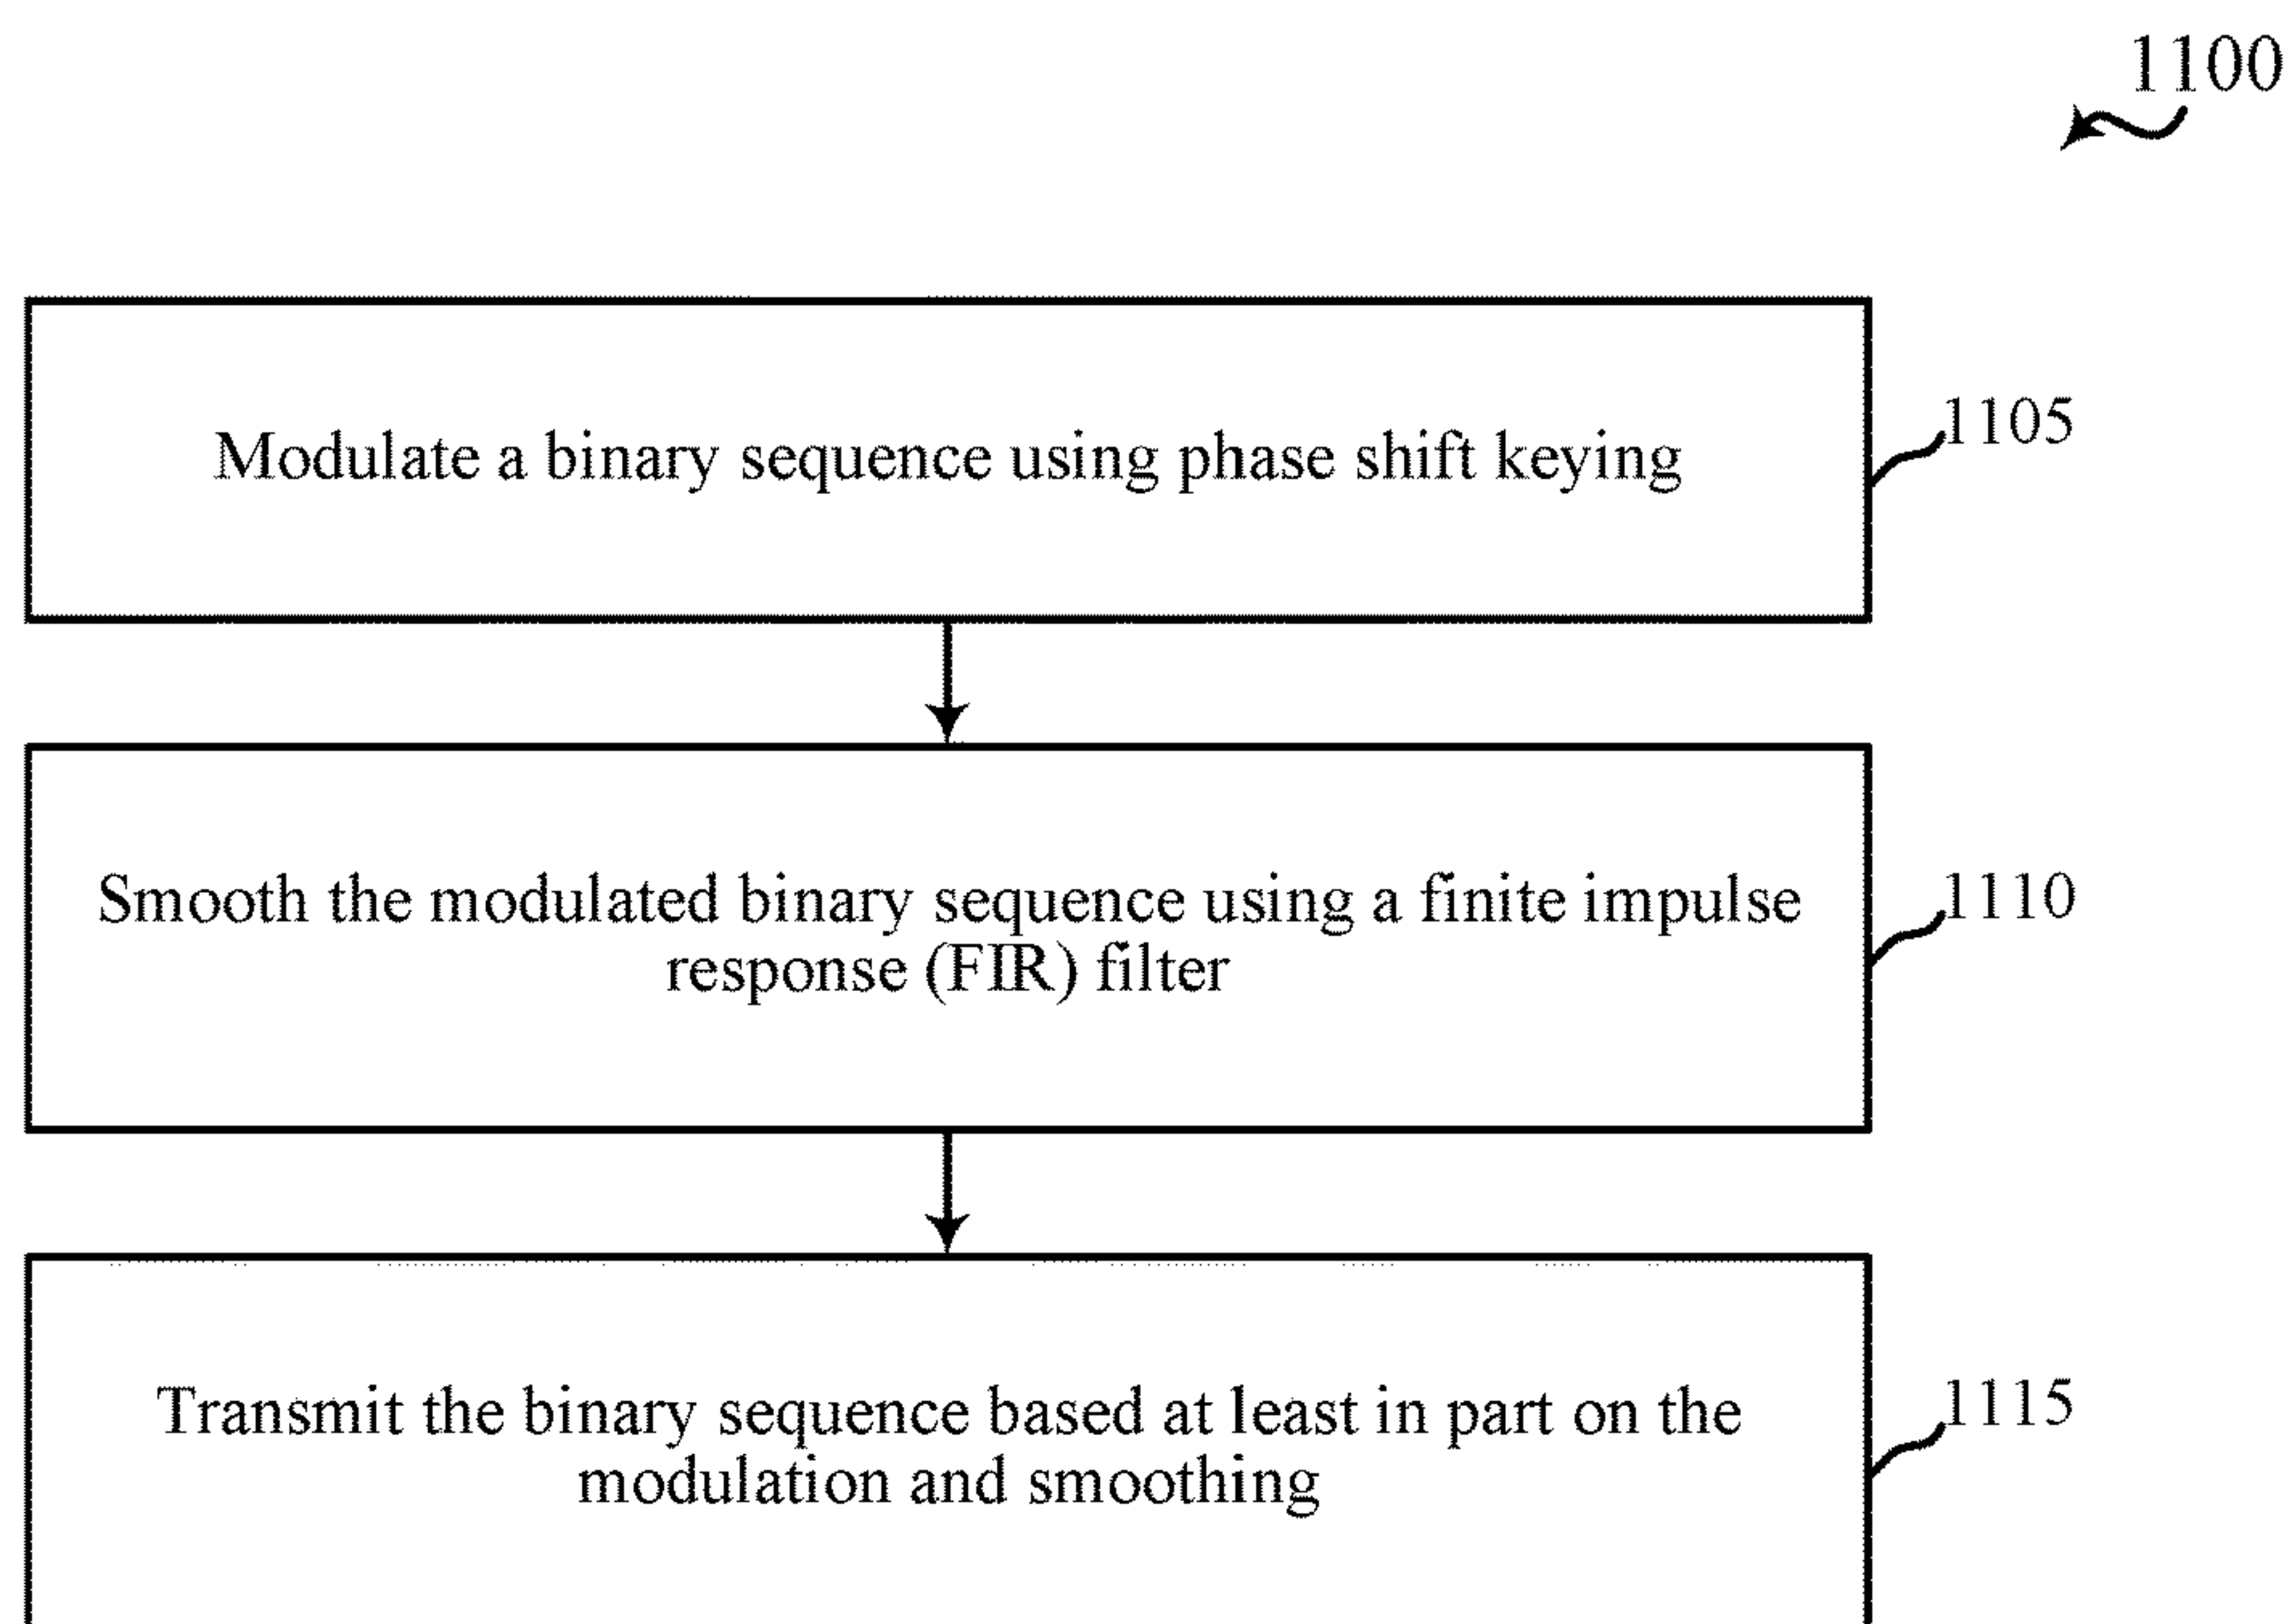 1100
Modulate a binary sequence using phase shift keying
1105
Smooth the modulated binary sequence using a finite impulse
response (FIR) filter
1110
Transmit the binary sequence based at least in part on the
modulation and smoothing
1115